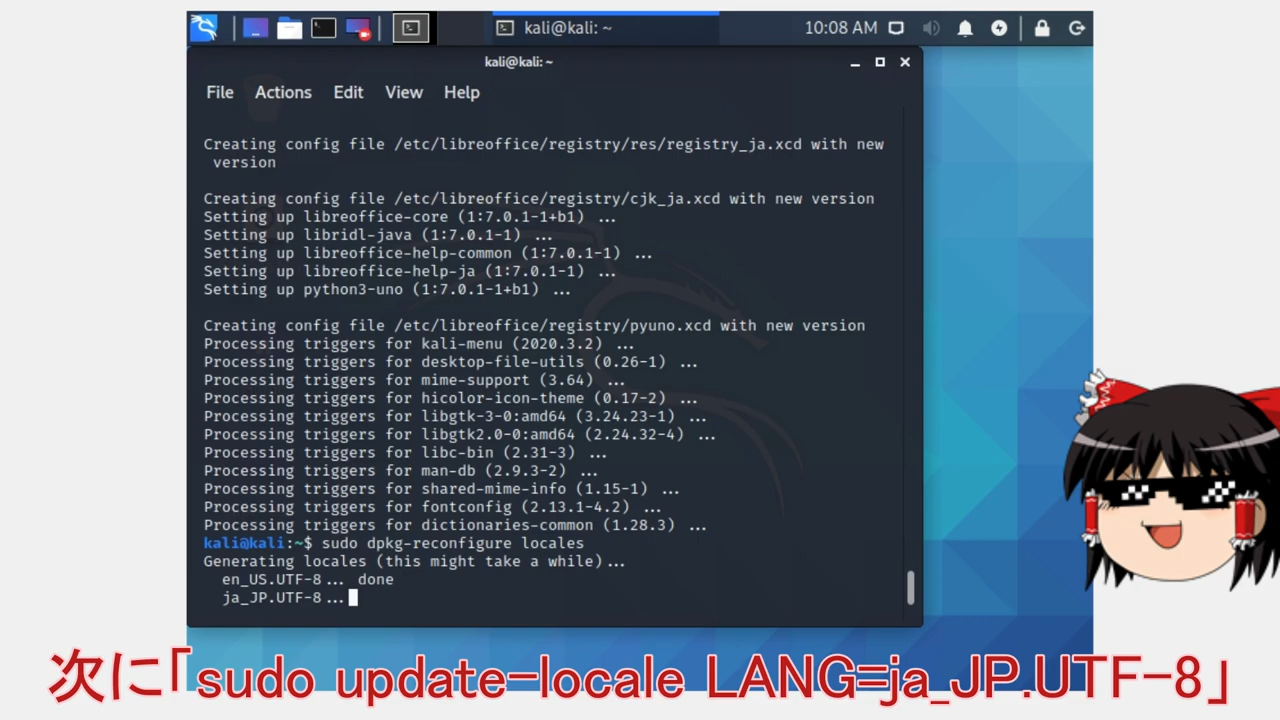 kali@kali: ~
10:08 AM
kali@kali: ~
File Actions Edit View Help
Creating config file /etc/libreoffice/registry/res/registry_ja.xcd with new
version
Creating config file /etc/libreoffice/registry/cjk_ja.xcd with new version
Setting up libreoffice-core (1:7.0.1-1+b1) ...
Setting up libridl-java (1:7.0.1-1) ...
Setting up libreoffice-help-common (1:7.0.1-1) ...
Setting up libreoffice-help-ja (1:7.0.1-1) ...
Setting up python3-uno (1:7.0.1-1+b1) ...
Creating config file /etc/libreoffice/registry/pyuno.xcd with new version
Processing triggers for kali-menu (2020.3.2) ...
Processing triggers for desktop-file-utils (0.26-1) ...
Processing triggers for mime-support (3.64) ...
Processing triggers for hicolor-icon-theme (0.17-2) ...
Processing triggers for libgtk-3-0:amd64 (3.24.23-1) ...
Processing triggers for libgtk2.0-0:amd64 (2.24.32-4) ...
Processing triggers for libc-bin (2.31-3) ...
Processing triggers for man-db (2.9.3-2) ...
Processing triggers for shared-mime-info (1.15-1) ...
Processing triggers for fontconfig (2.13.1-4.2) ...
Processing triggers for dictionaries-common (1.28.3) ...
kali@kali:~$ sudo dpkg-reconfigure locales
Generating locales (this might take a while)...
en_US.UTF-8... done
ja_JP.UTF-8...
次に「sudo update-locale LANG=ja_JP.UTF-8」